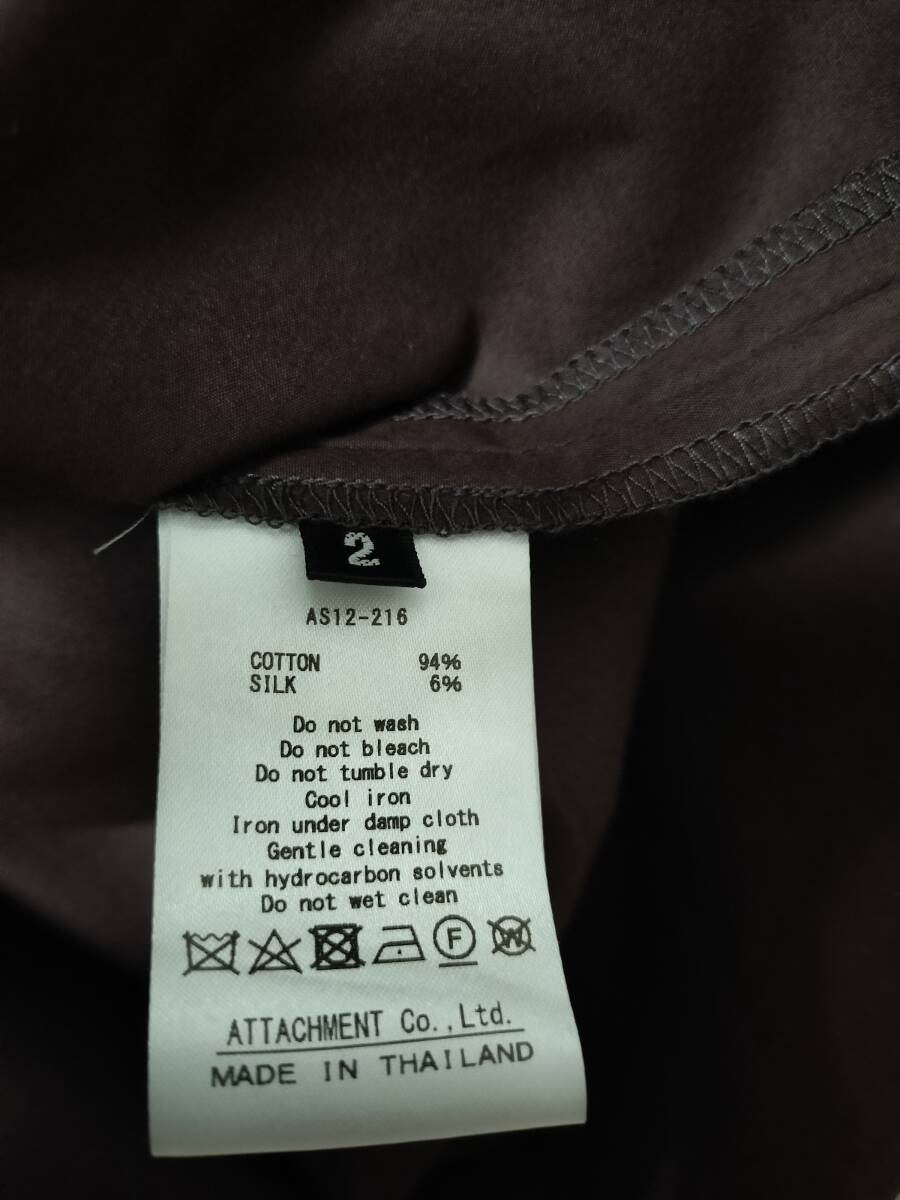 2
AS12-216
COTTON 94%
SILK 6%
Do not wash
Do not bleach
Do not tumble dry
Cool iron
Iron under damp cloth
Gentle cleaning
with hydrocarbon solvents
Do not wet clean
F W
ATTACHMENT Co.,Ltd.
MADE IN THAILAND